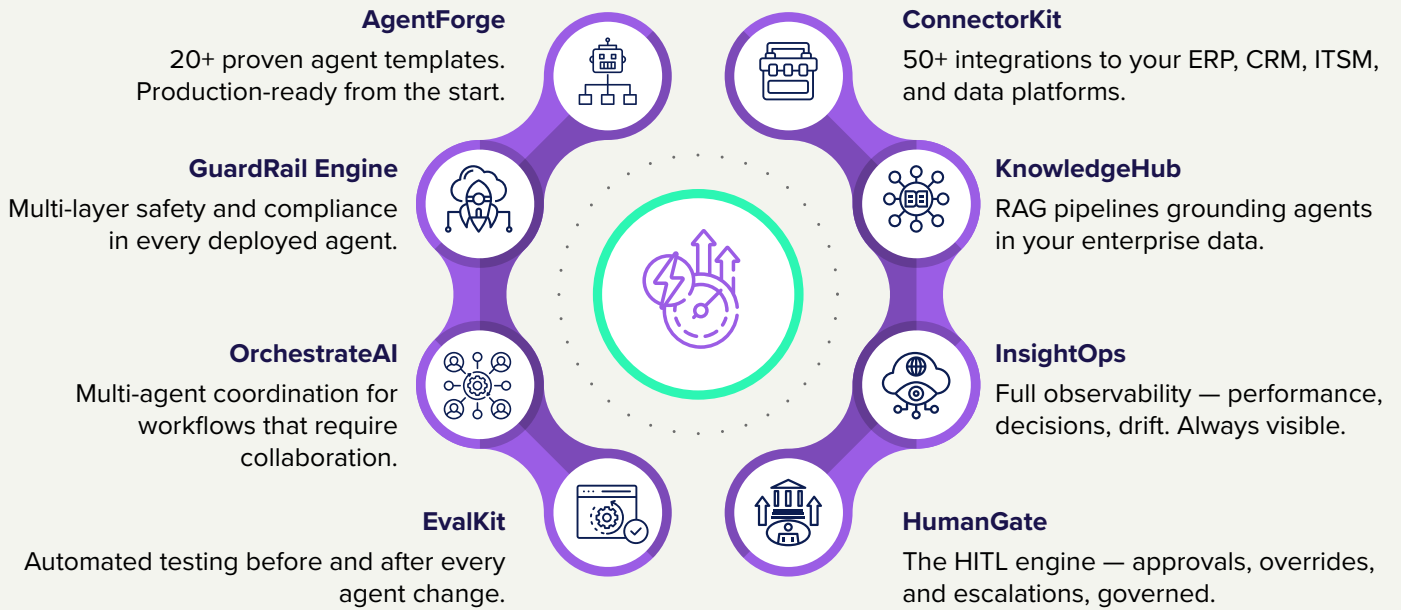 AgentForge
20+ proven agent templates.
Production-ready from the start.
GuardRail Engine
Multi-layer safety and compliance
in every deployed agent.
OrchestrateAI
Multi-agent coordination for
workflows that require
collaboration.
EvalKit
Automated testing before and after every
agent change.
ConnectorKit
50+ integrations to your ERP, CRM, ITSM,
and data platforms.
KnowledgeHub
RAG pipelines grounding agents
in your enterprise data.
InsightOps
Full observability — performance,
decisions, drift. Always visible.
HumanGate
The HITL engine — approvals, overrides,
and escalations, governed.